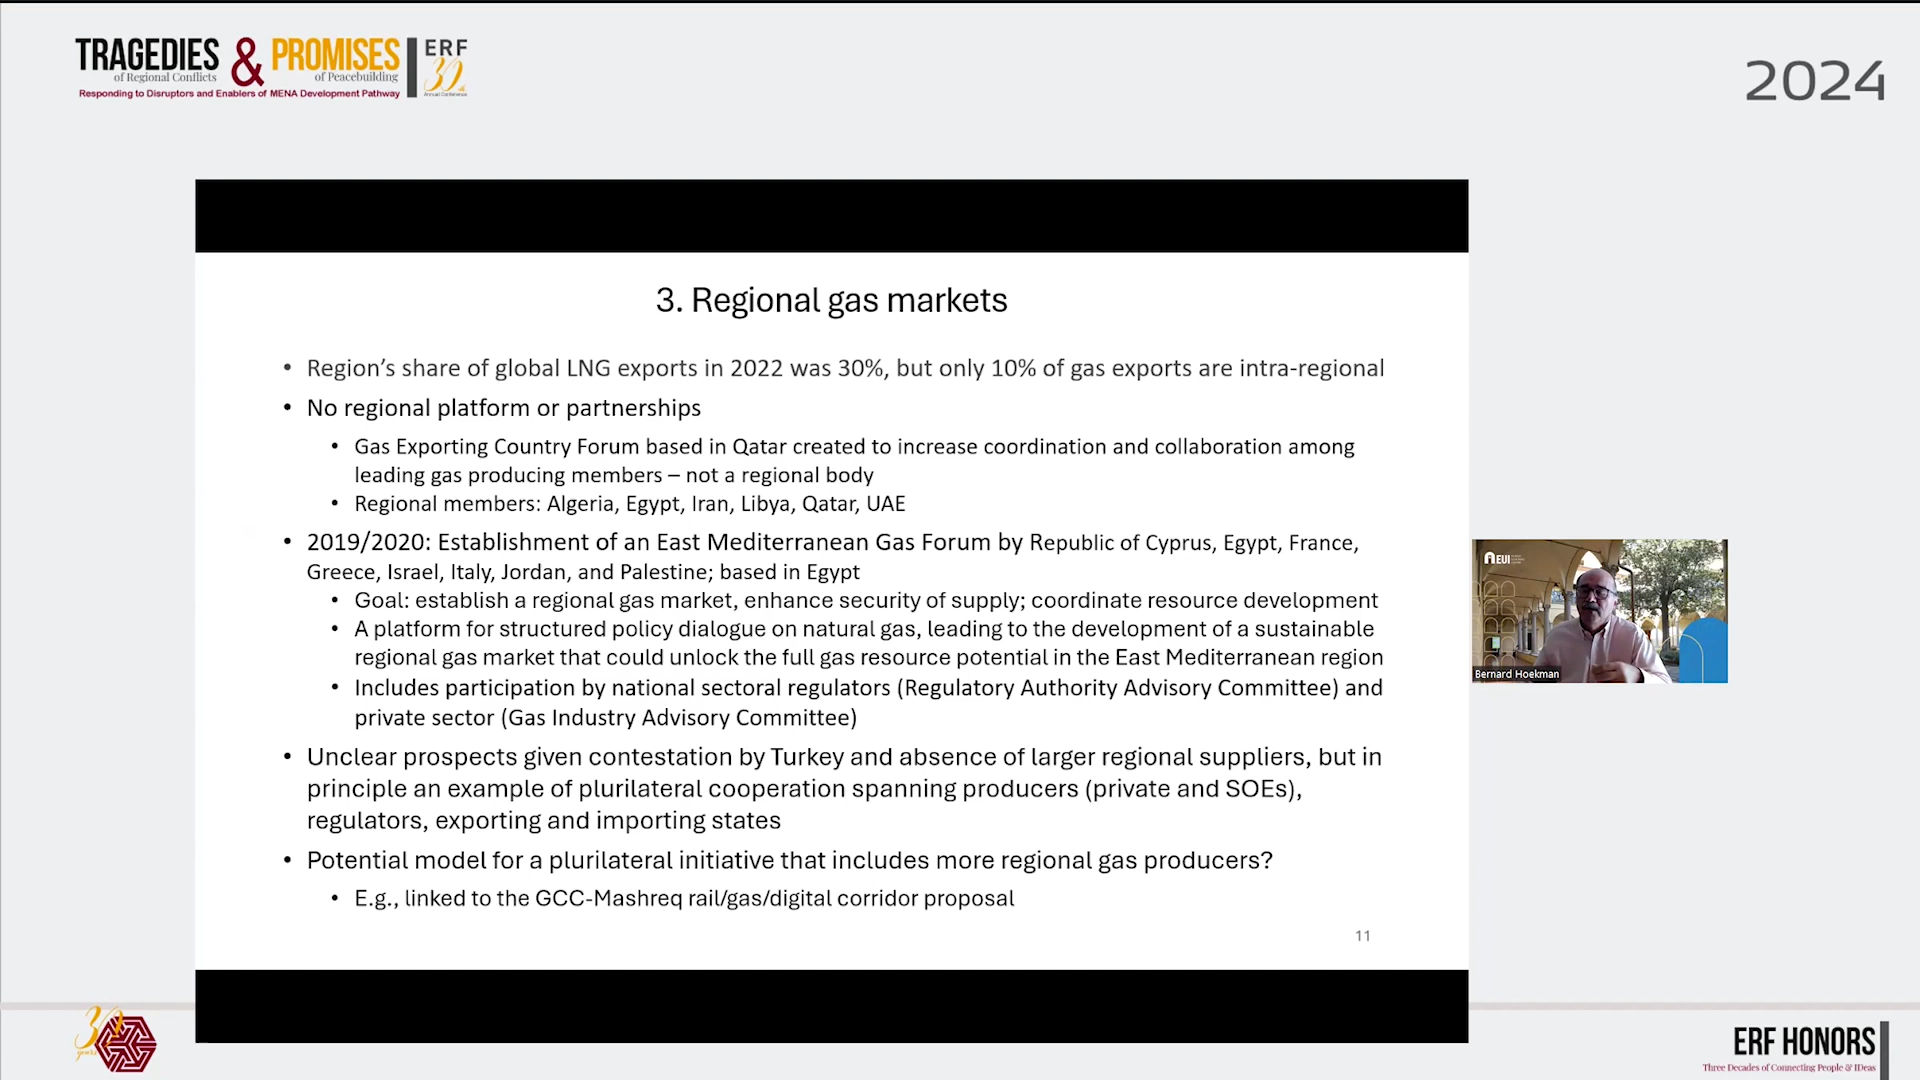 TRAGEDIES & PROMISES
of Regional Conflicts of Peacebuilding
Responding to Disruptors and Enablers of MENA Development Pathway
ERF
30th
Annual Conference
2024
3. Regional gas markets
• Region’s share of global LNG exports in 2022 was 30%, but only 10% of gas exports are intra-regional
• No regional platform or partnerships
• Gas Exporting Country Forum based in Qatar created to increase coordination and collaboration among
leading gas producing members – not a regional body
• Regional members: Algeria, Egypt, Iran, Libya, Qatar, UAE
• 2019/2020: Establishment of an East Mediterranean Gas Forum by Republic of Cyprus, Egypt, France,
Greece, Israel, Italy, Jordan, and Palestine; based in Egypt
• Goal: establish a regional gas market, enhance security of supply; coordinate resource development
• A platform for structured policy dialogue on natural gas, leading to the development of a sustainable
regional gas market that could unlock the full gas resource potential in the East Mediterranean region
• Includes participation by national sectoral regulators (Regulatory Authority Advisory Committee) and
private sector (Gas Industry Advisory Committee)
• Unclear prospects given contestation by Turkey and absence of larger regional suppliers, but in
principle an example of plurilateral cooperation spanning producers (private and SOEs),
regulators, exporting and importing states
• Potential model for a plurilateral initiative that includes more regional gas producers?
• E.g., linked to the GCC-Mashreq rail/gas/digital corridor proposal
11
EUI
Bernard Hoekman
30
years
ERF HONORS
Three Decades of Connecting People & IDeas